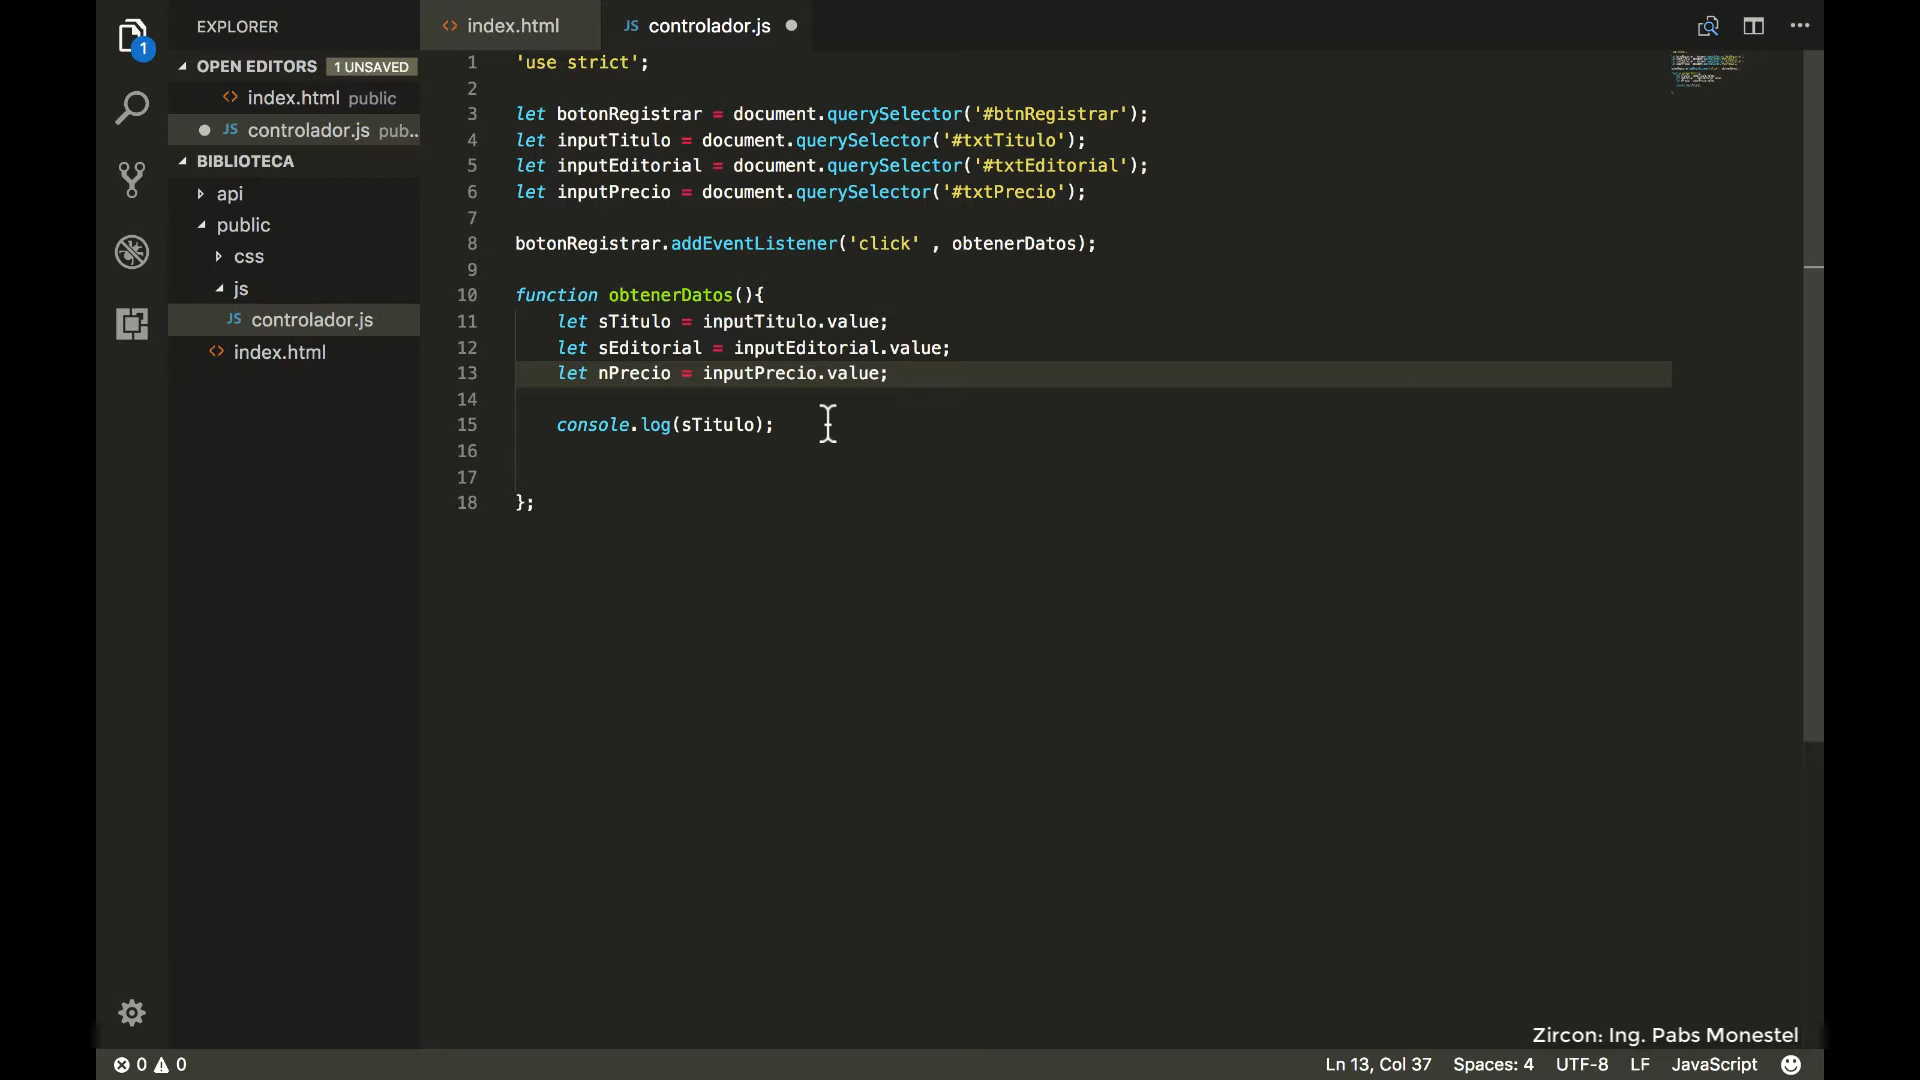 EXPLORER
OPEN EDITORS 1 UNSAVED
<> index.html public
JS controlador.js pub..
BIBLIOTECA
api
public
css
js
JS controlador.js
<> index.html
1
<> index.html
JS controlador.js
1 'use strict';
2
3 let botonRegistrar = document.querySelector('#btnRegistrar');
4 let inputTitulo = document.querySelector('#txtTitulo');
5 let inputEditorial = document.querySelector('#txtEditorial');
6 let inputPrecio = document.querySelector('#txtPrecio');
7
8 botonRegistrar.addEventListener('click' , obtenerDatos);
9
10 function obtenerDatos(){
11 let sTitulo = inputTitulo.value;
12 let sEditorial = inputEditorial.value;
13 let nPrecio = inputPrecio.value;
14
15 console.log(sTitulo);
16
17
18 };
Zircon: Ing. Pabs Monestel
0 0
Ln 13, Col 37 Spaces: 4 UTF-8 LF JavaScript